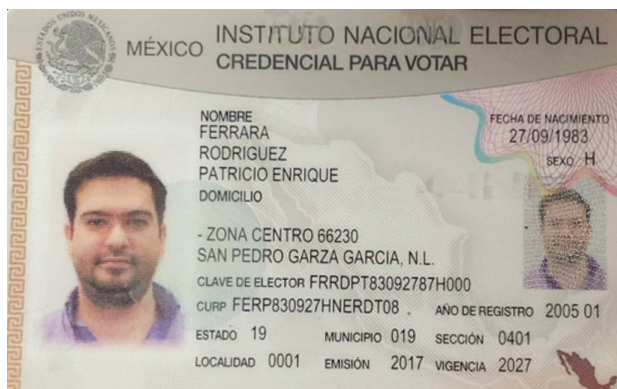 ESTADOS UNIDOS MEXICANOS
MÉXICO INSTITUTO NACIONAL ELECTORAL
CREDENCIAL PARA VOTAR
NOMBRE
FERRARA
RODRIGUEZ
PATRICIO ENRIQUE
FECHA DE NACIMIENTO
27/09/1983
SEXO H
DOMICILIO
- ZONA CENTRO 66230
SAN PEDRO GARZA GARCIA, N.L.
CLAVE DE ELECTOR FRRDPT83092787H000
CURP FERP830927HNERDT08 AÑO DE REGISTRO 2005 01
ESTADO 19 MUNICIPIO 019 SECCIÓN 0401
LOCALIDAD 0001 EMISIÓN 2017 VIGENCIA 2027